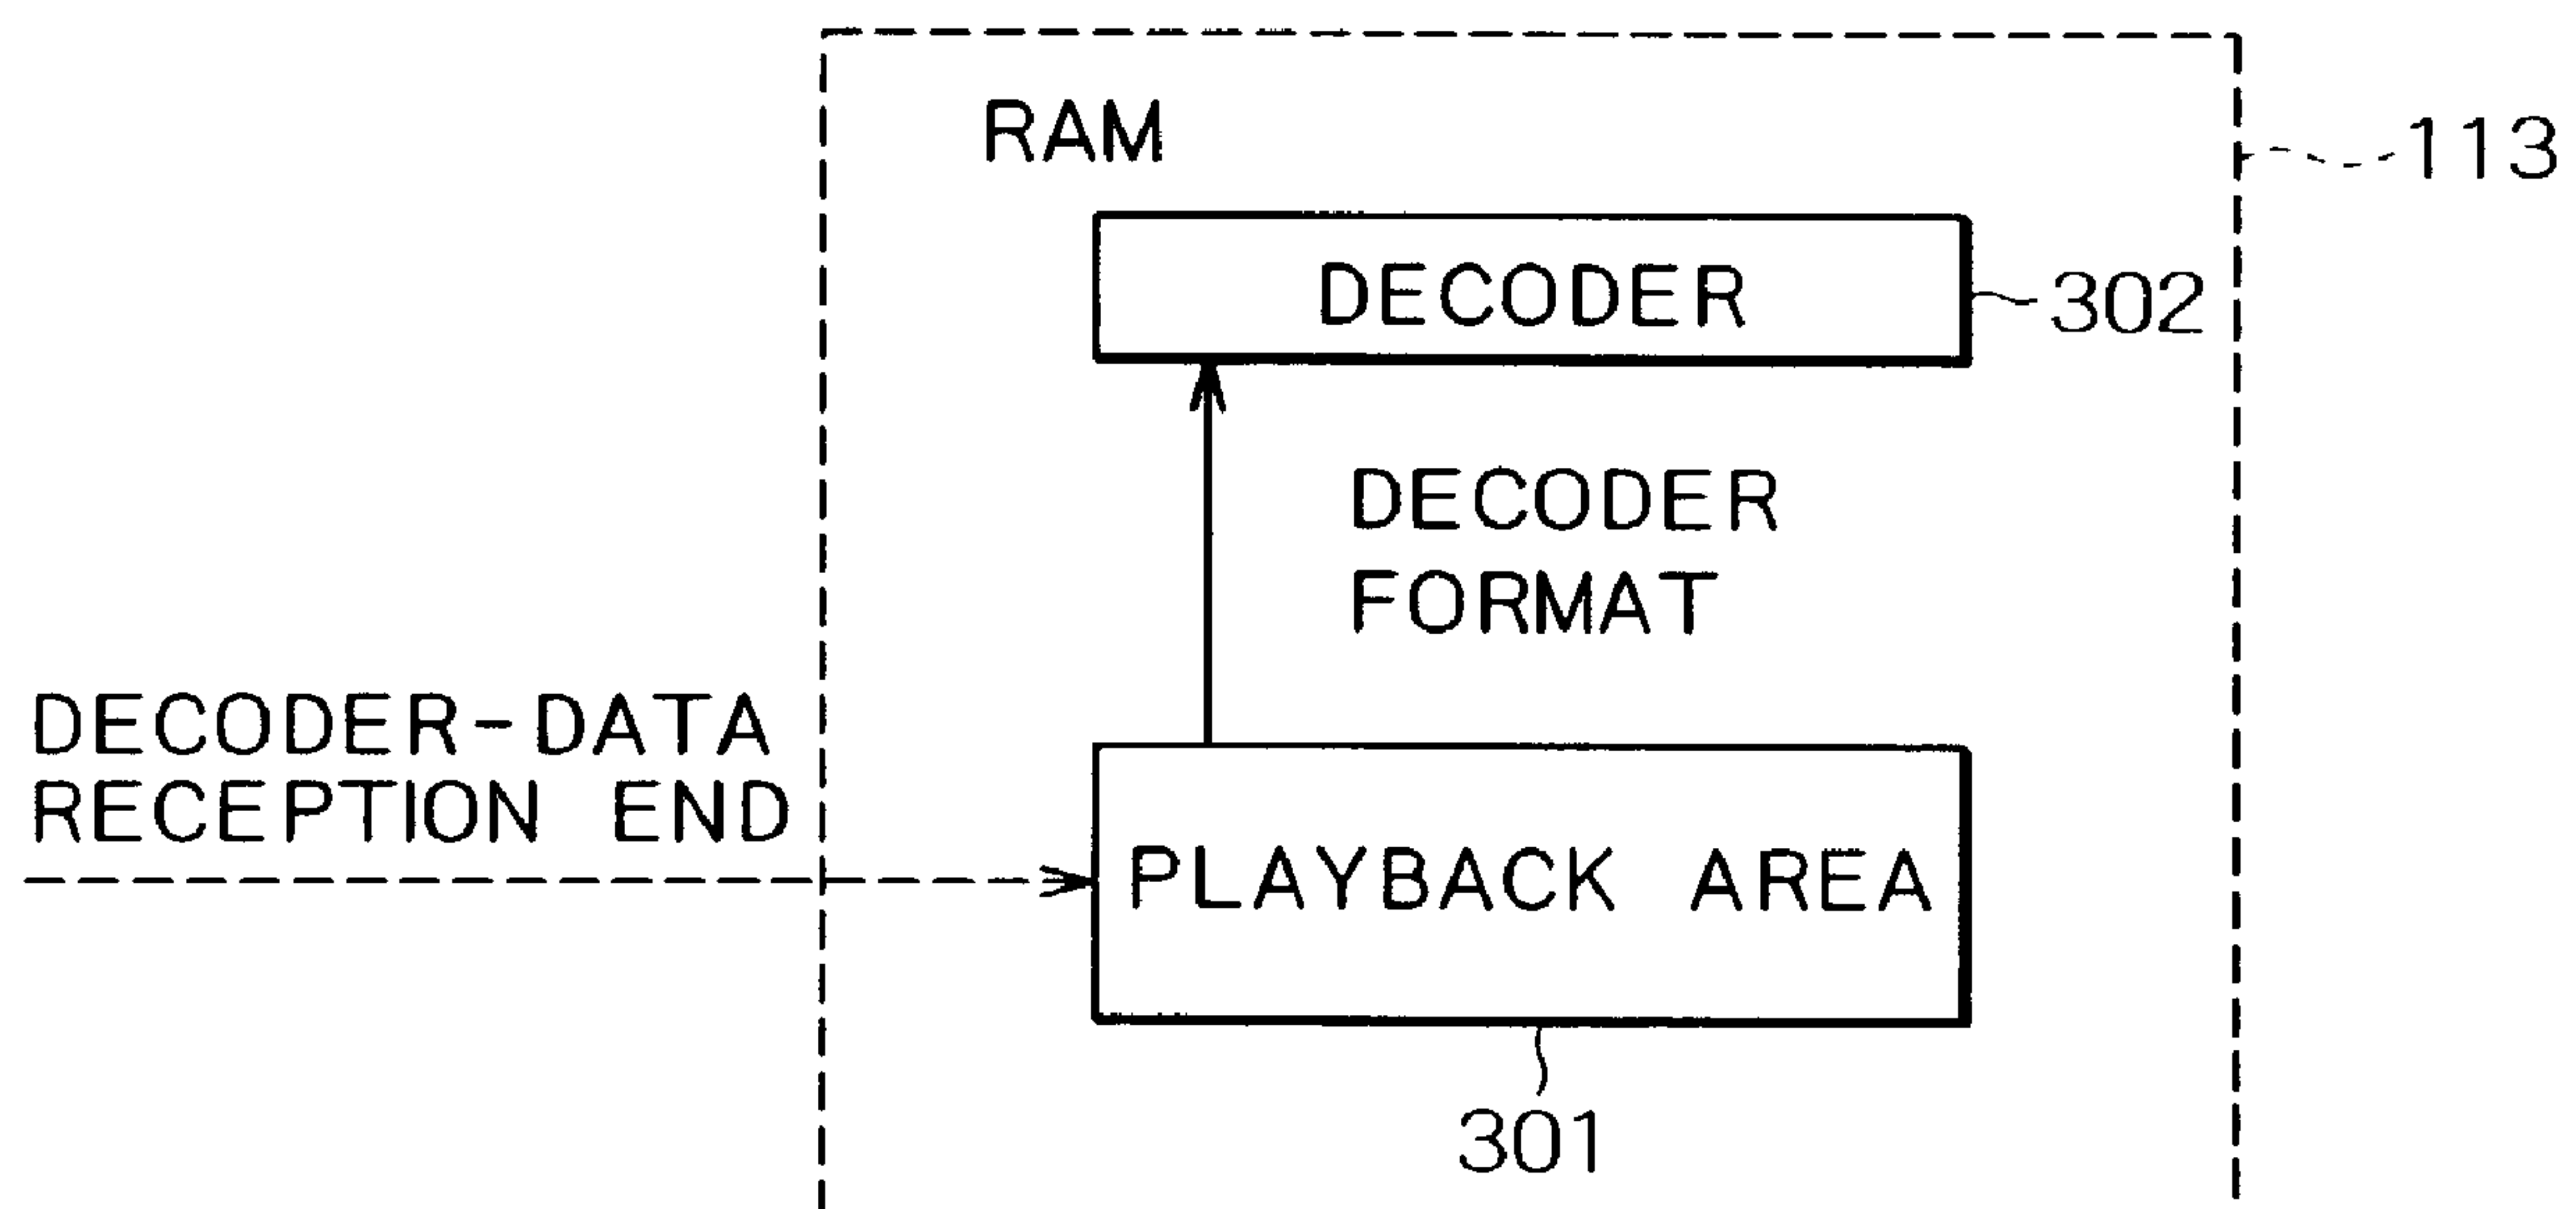 RAM
113
DECODER
302
DECODER
FORMAT
DECODER-DATA
RECEPTION END
PLAYBACK AREA
301